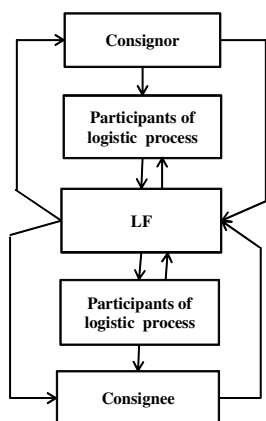 Consignor
Participants of
logistic process
LF
Participants of
logistic process
Consignee